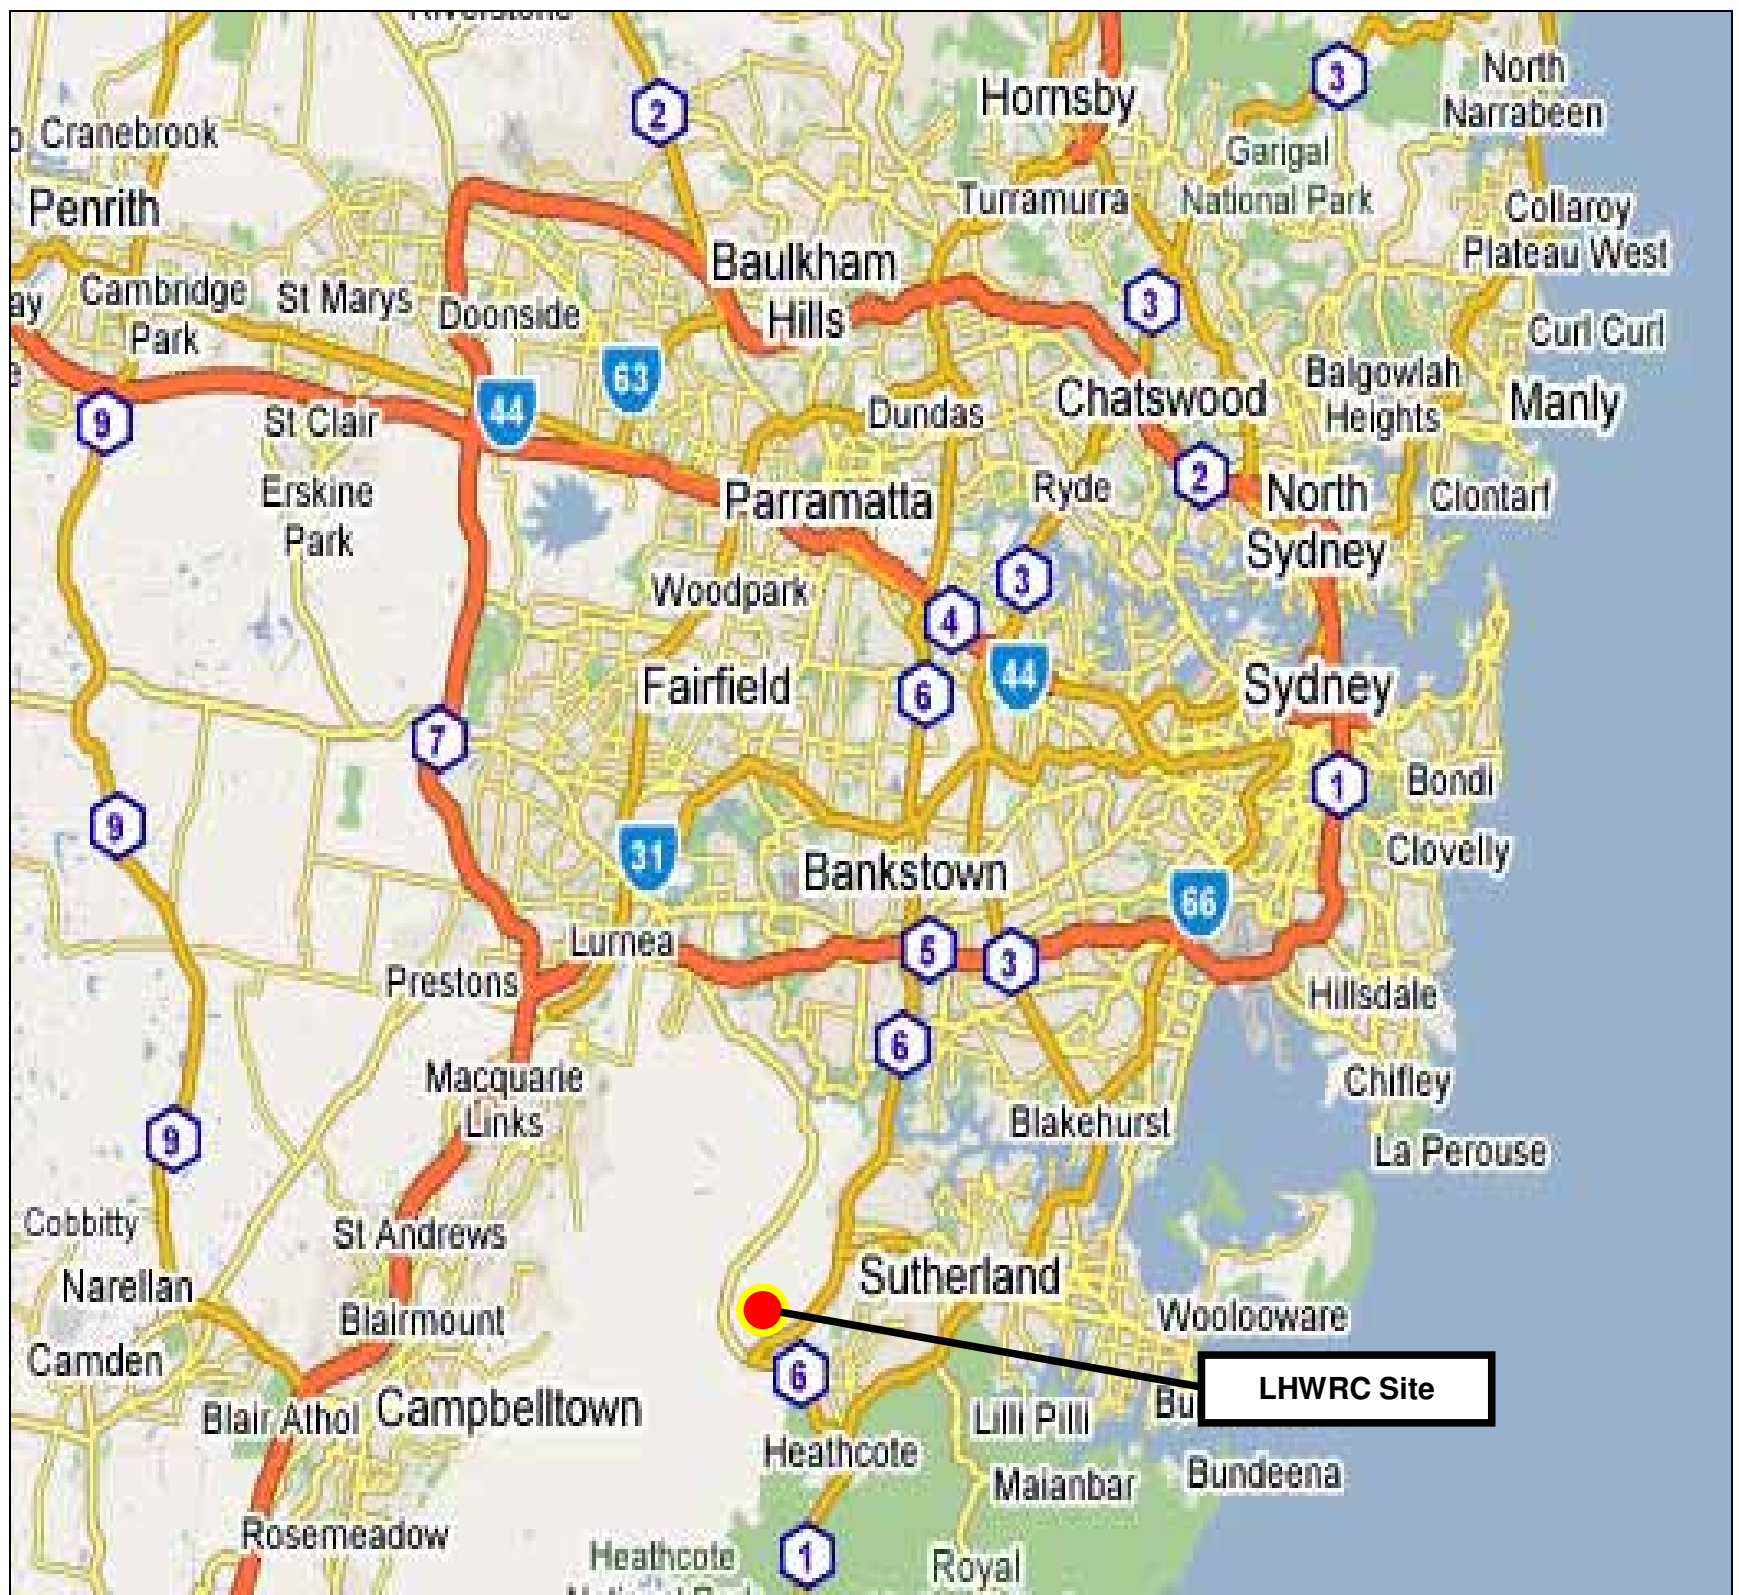 Riverstone
3
North
Narrabeen
2
Hornsby
Cranebrook
Garigal
National Park
Penrith
Turramurra
Collaroy
Plateau West
Baulkham
Hills
Cambridge
Park
St Marys
Doonside
ay
3
Curl Curl
63
44
Balgowlah
Heights
Manly
Chatswood
9
St Clair
Dundas
Erskine
Park
Parramatta
Ryde
2
North
Sydney
Clontarf
Woodpark
3
4
Fairfield
6
44
Sydney
7
1
Bondi
9
31
Bankstown
Clovelly
66
Lurnea
5
3
Prestons
Hillsdale
6
Macquarie
Links
Chifley
9
Blakehurst
La Perouse
Cobbitty
St Andrews
Narellan
Sutherland
Blairmount
Woolooware
Camden
6
LHWRC Site
Blair Athol
Campbelltown
Lilli Pilli
Bu
Heathcote
Maianbar
Bundeena
Rosemeadow
Heathcote
1
Royal